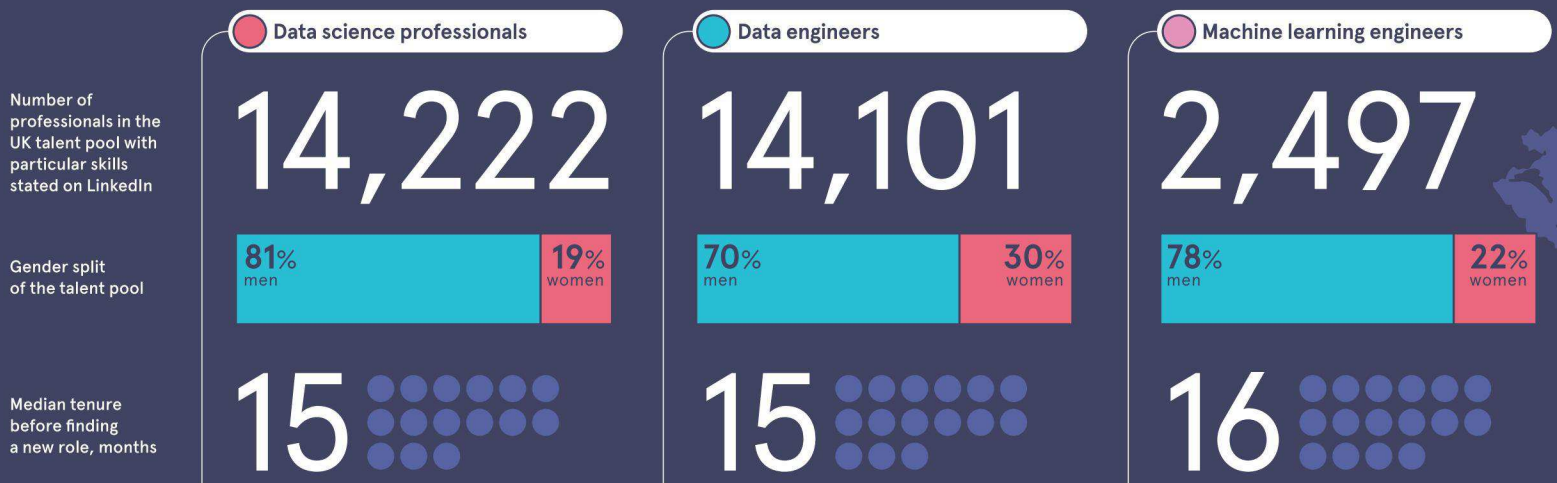 Data science professionals
Data engineers
Machine learning engineers
Number of
professionals in the
UK talent pool with
particular skills
stated on LinkedIn
14,222
14,101
2,497
Gender split
of the talent pool
81%
men
19%
women
70%
men
30%
women
78%
men
22%
women
Median tenure
before finding
a new role, months
15
15
16